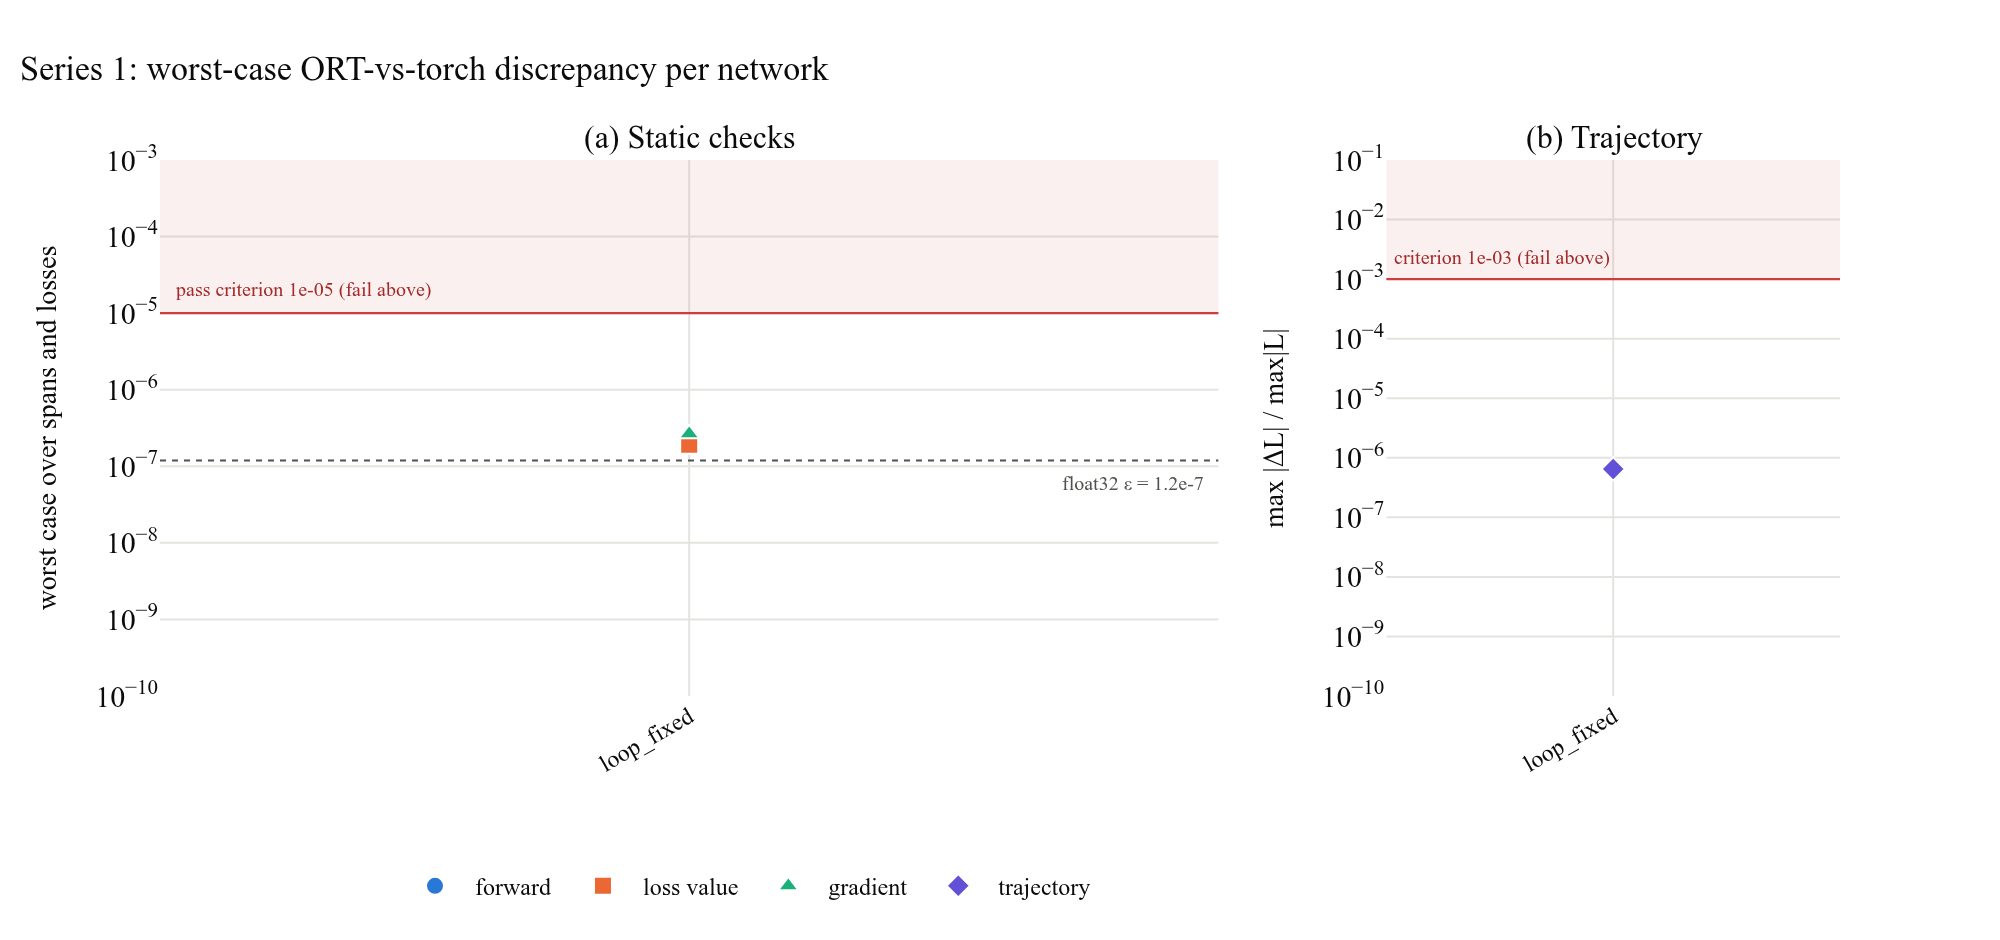 Series 1: worst-case ORT-vs-torch discrepancy per network
(a) Static checks
worst case over spans and losses
10⁻³
10⁻⁴
pass criterion 1e-05 (fail above)
10⁻⁵
10⁻⁶
10⁻⁷
float32 ε = 1.2e-7
10⁻⁸
10⁻⁹
10⁻¹⁰
loop_fixed
(b) Trajectory
max |ΔL| / max|L|
10⁻¹
10⁻²
criterion 1e-03 (fail above)
10⁻³
10⁻⁴
10⁻⁵
10⁻⁶
10⁻⁷
10⁻⁸
10⁻⁹
10⁻¹⁰
loop_fixed
forward loss value gradient trajectory